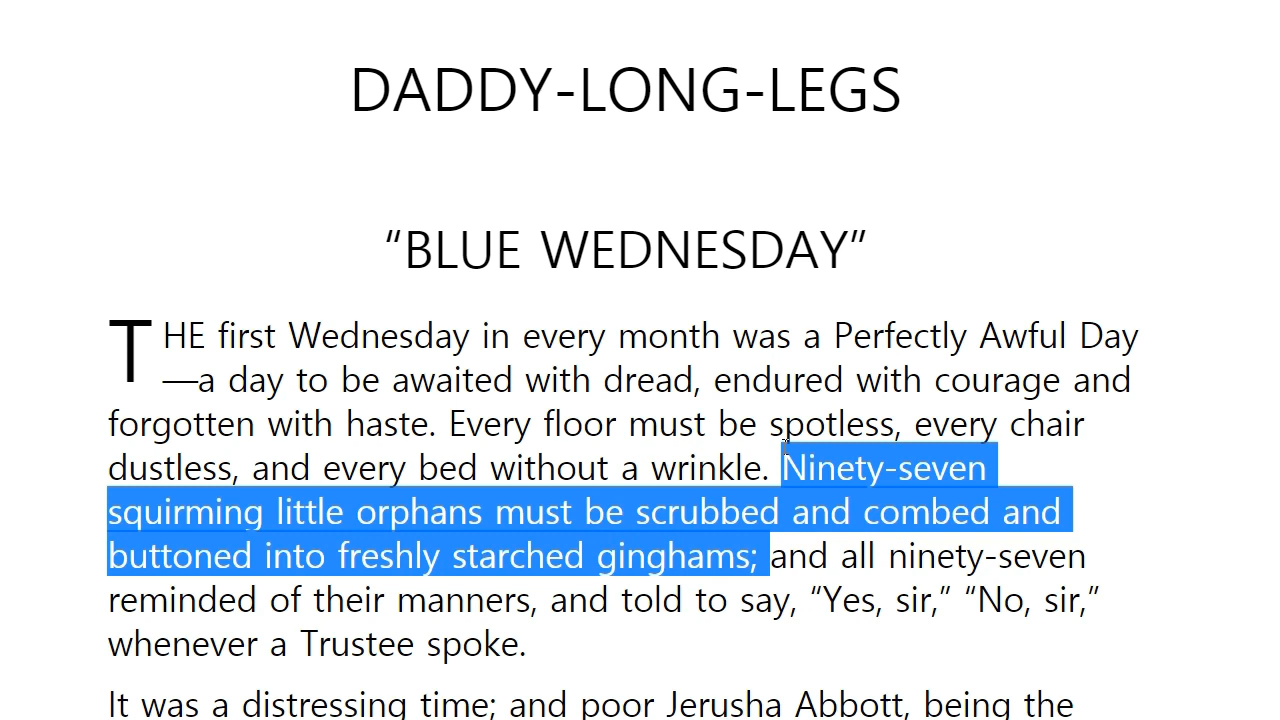 DADDY-LONG-LEGS
“BLUE WEDNESDAY”
THE first Wednesday in every month was a Perfectly Awful Day
—a day to be awaited with dread, endured with courage and
forgotten with haste. Every floor must be spotless, every chair
dustless, and every bed without a wrinkle. Ninety-seven
squirming little orphans must be scrubbed and combed and
buttoned into freshly starched ginghams; and all ninety-seven
reminded of their manners, and told to say, “Yes, sir,” “No, sir,”
whenever a Trustee spoke.
It was a distressing time; and poor Jerusha Abbott, being the